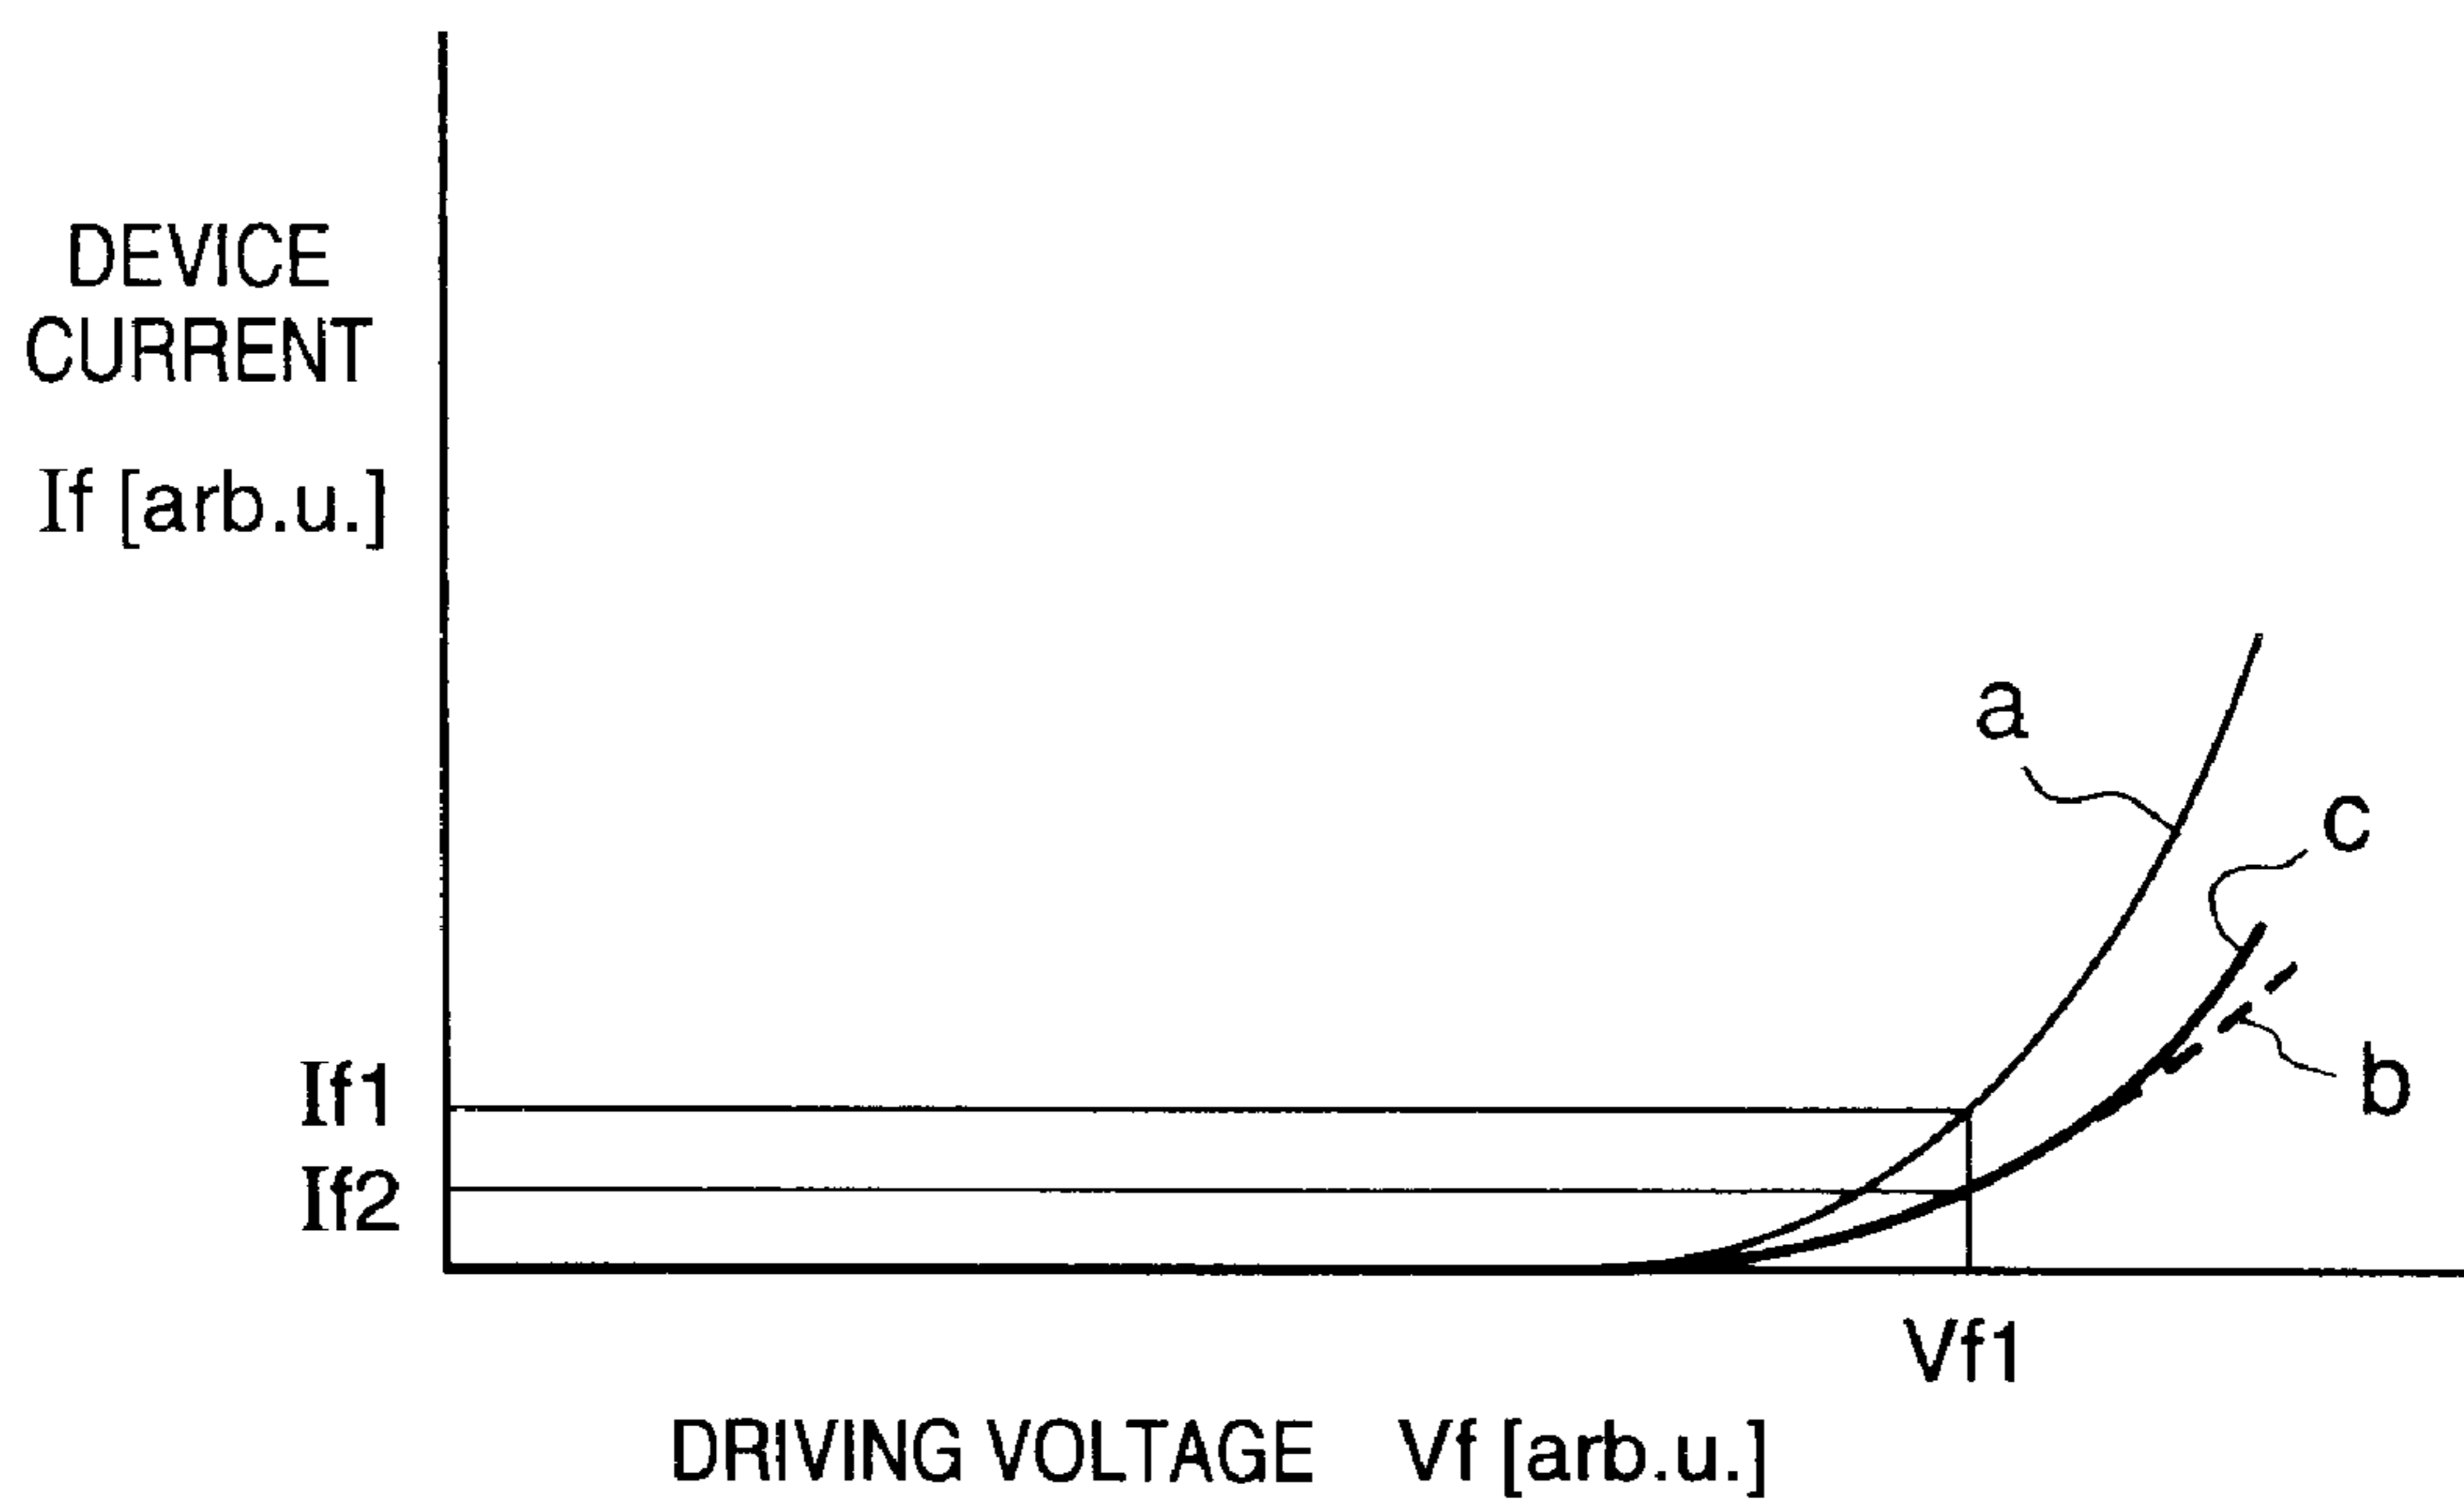 DEVICE
CURRENT
If [arb.u.]
a
c
b
If1
If2
Vf1
DRIVING VOLTAGE Vf [arb.u.]